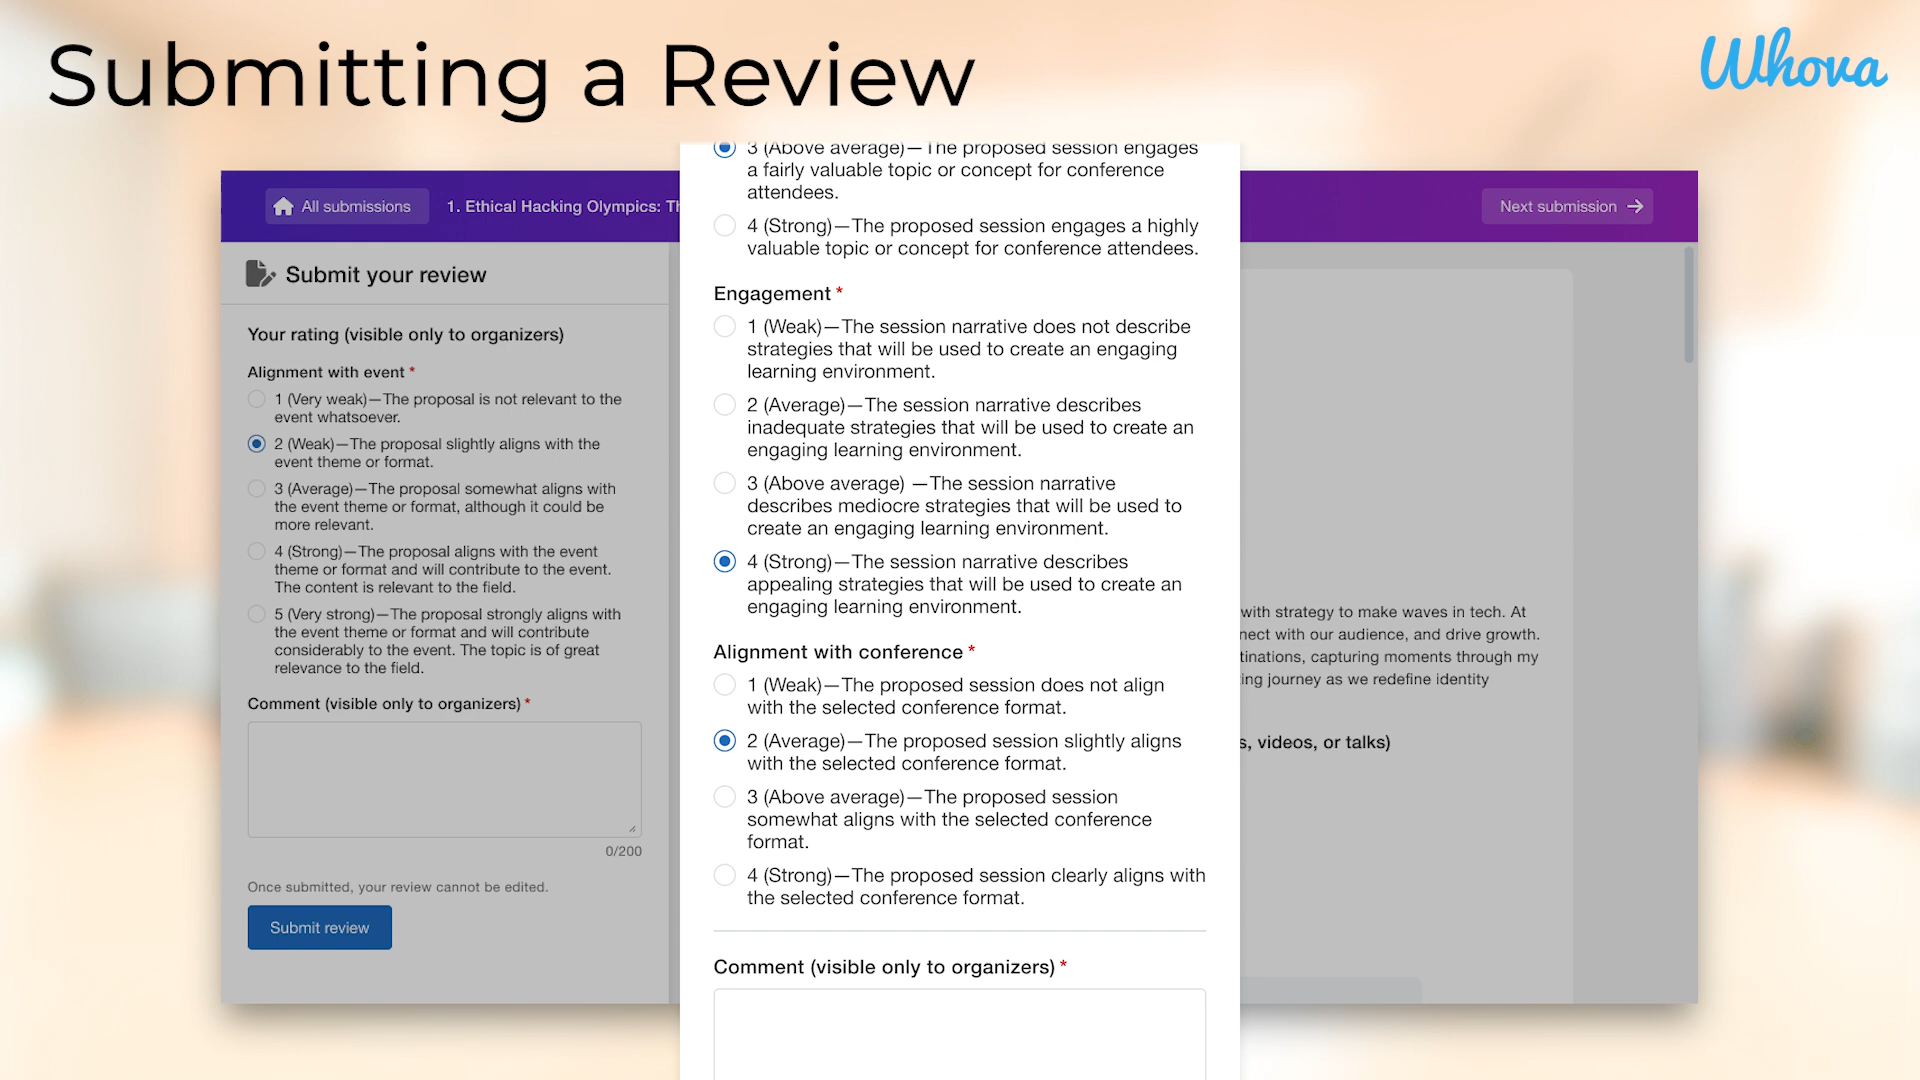 Submitting a Review
Whova
All submissions
1. Ethical Hacking Olympics: Th
Next submission
Submit your review
Your rating (visible only to organizers)
Alignment with event *
1 (Very weak)—The proposal is not relevant to the
event whatsoever.
2 (Weak)—The proposal slightly aligns with the
event theme or format.
3 (Average)—The proposal somewhat aligns with
the event theme or format, although it could be
more relevant.
4 (Strong)—The proposal aligns with the event
theme or format and will contribute to the event.
The content is relevant to the field.
5 (Very strong)—The proposal strongly aligns with
the event theme or format and will contribute
considerably to the event. The topic is of great
relevance to the field.
Comment (visible only to organizers) *
0/200
Once submitted, your review cannot be edited.
Submit review
3 (Above average)—The proposed session engages
a fairly valuable topic or concept for conference
attendees.
4 (Strong)—The proposed session engages a highly
valuable topic or concept for conference attendees.
Engagement *
1 (Weak)—The session narrative does not describe
strategies that will be used to create an engaging
learning environment.
2 (Average)—The session narrative describes
inadequate strategies that will be used to create an
engaging learning environment.
3 (Above average) —The session narrative
describes mediocre strategies that will be used to
create an engaging learning environment.
4 (Strong)—The session narrative describes
appealing strategies that will be used to create an
engaging learning environment.
Alignment with conference *
1 (Weak)—The proposed session does not align
with the selected conference format.
2 (Average)—The proposed session slightly aligns
with the selected conference format.
3 (Above average)—The proposed session
somewhat aligns with the selected conference
format.
4 (Strong)—The proposed session clearly aligns with
the selected conference format.
Comment (visible only to organizers) *
with strategy to make waves in tech. At
nect with our audience, and drive growth.
tinations, capturing moments through my
ing journey as we redefine identity
s, videos, or talks)